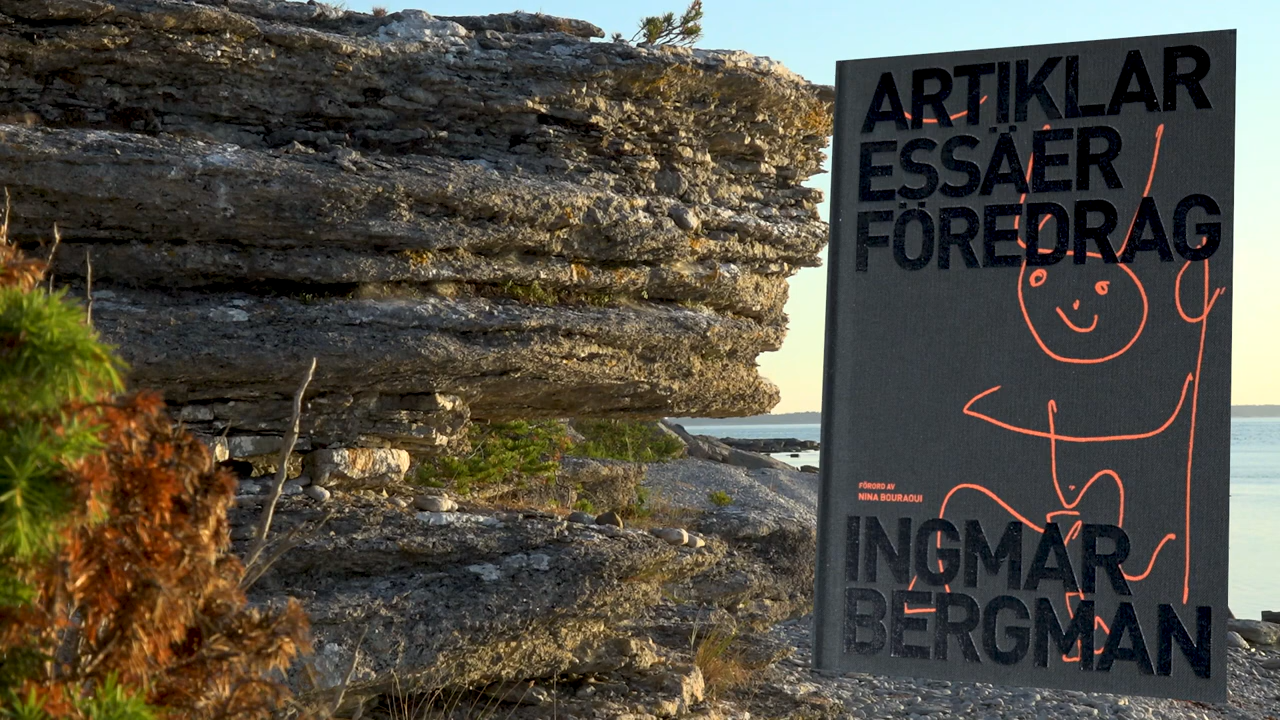 ARTIKLAR
ESSÄER
FÖREDRAG
FÖRORD AV
NINA BOURAOUI
INGMAR
BERGMAN